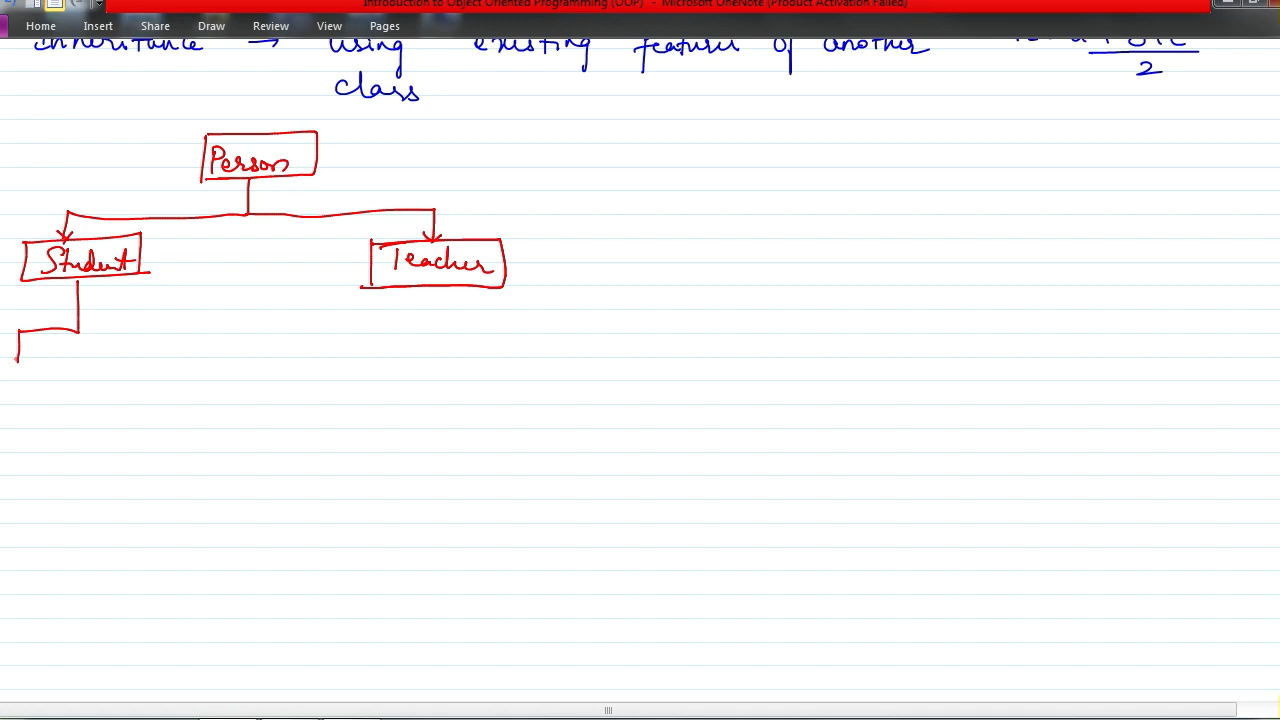 Introduction to Object Oriented Programming (OOP) - Microsoft OneNote (Product Activation Failed)
Home Insert Share Draw Review View Pages
inheritance → using existing features of another
class
2
Person
Student Teacher